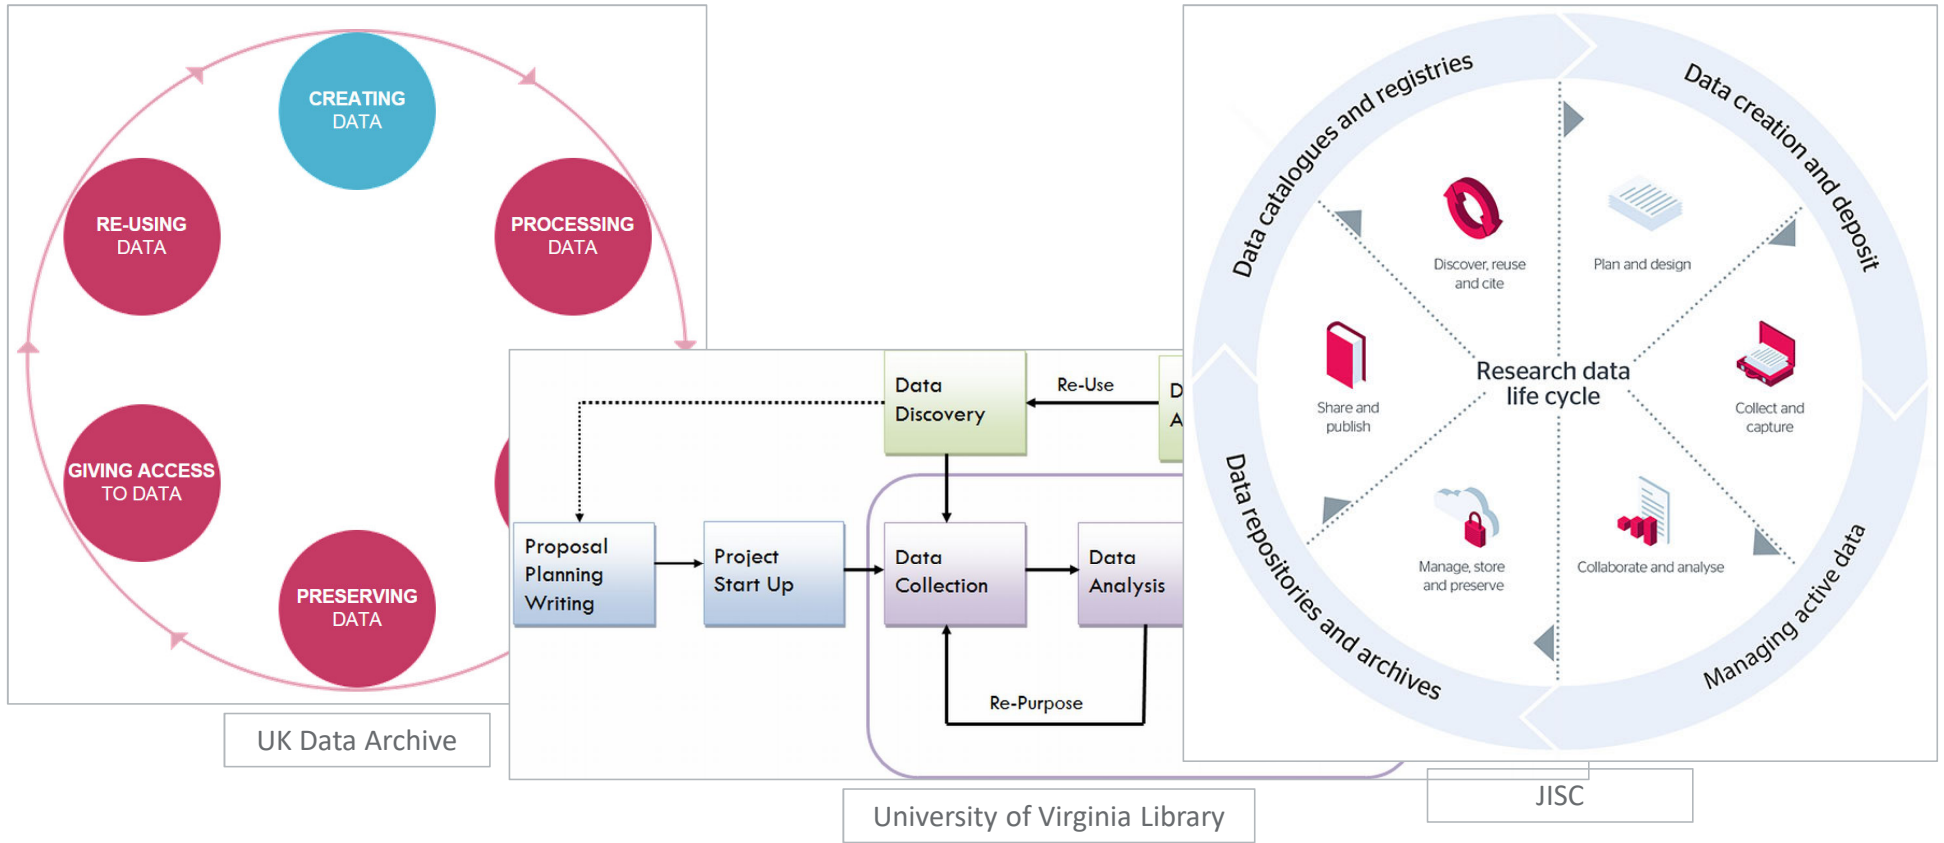 CREATING
DATA
PROCESSING
DATA
RE-USING
DATA
GIVING ACCESS
TO DATA
PRESERVING
DATA
UK Data Archive
Data
Discovery
Re-Use
D
A
Proposal
Planning
Writing
Project
Start Up
Data
Collection
Data
Analysis
Re-Purpose
University of Virginia Library
Data catalogues and registries
Data creation and deposit
Managing active data
Data repositories and archives
Discover, reuse
and cite
Plan and design
Share and
publish
Research data
life cycle
Collect and
capture
Manage, store
and preserve
Collaborate and analyse
JISC